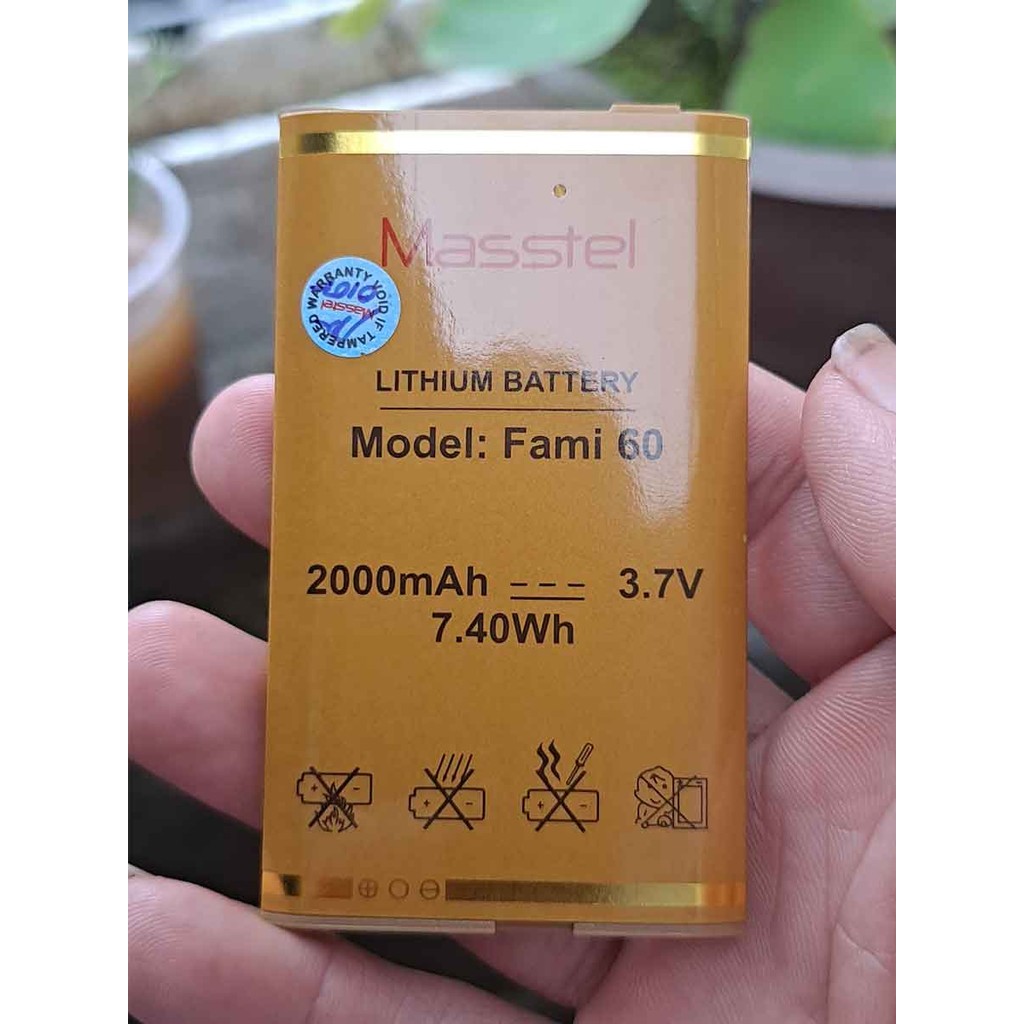 Masstel
WARRANTY VOID IF TAMPERED
Masstel
LITHIUM BATTERY
Model: Fami 60
2000mAh 3.7V
7.40Wh
+ -
+ -
+ -